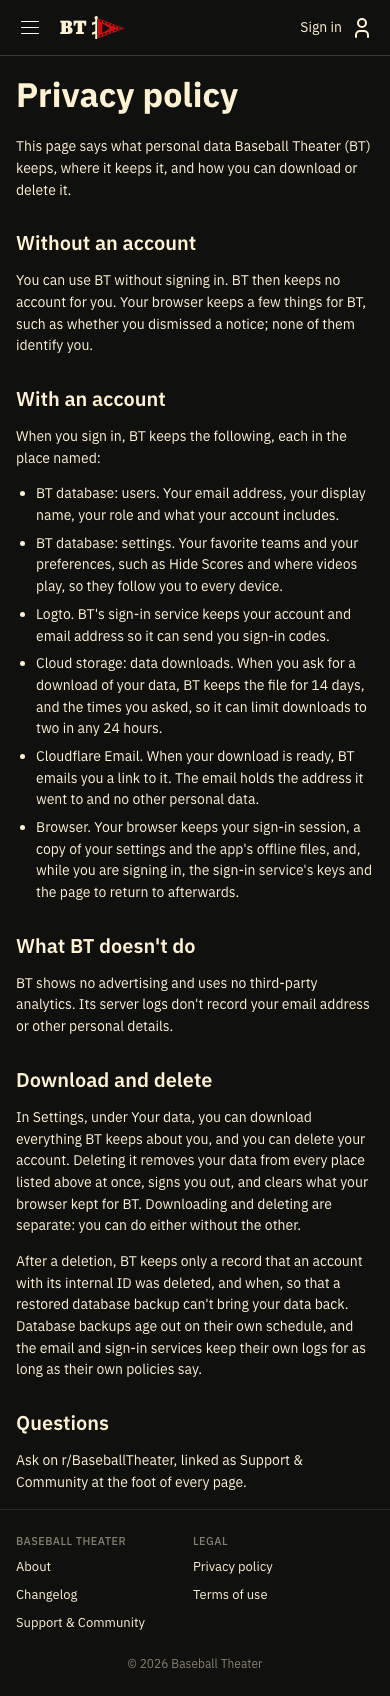 BT
Sign in
Privacy policy
This page says what personal data Baseball Theater (BT)
keeps, where it keeps it, and how you can download or
delete it.
Without an account
You can use BT without signing in. BT then keeps no
account for you. Your browser keeps a few things for BT,
such as whether you dismissed a notice; none of them
identify you.
With an account
When you sign in, BT keeps the following, each in the
place named:
• BT database: users. Your email address, your display
name, your role and what your account includes.
• BT database: settings. Your favorite teams and your
preferences, such as Hide Scores and where videos
play, so they follow you to every device.
• Logto. BT's sign-in service keeps your account and
email address so it can send you sign-in codes.
• Cloud storage: data downloads. When you ask for a
download of your data, BT keeps the file for 14 days,
and the times you asked, so it can limit downloads to
two in any 24 hours.
• Cloudflare Email. When your download is ready, BT
emails you a link to it. The email holds the address it
went to and no other personal data.
• Browser. Your browser keeps your sign-in session, a
copy of your settings and the app's offline files, and,
while you are signing in, the sign-in service's keys and
the page to return to afterwards.
What BT doesn't do
BT shows no advertising and uses no third-party
analytics. Its server logs don't record your email address
or other personal details.
Download and delete
In Settings, under Your data, you can download
everything BT keeps about you, and you can delete your
account. Deleting it removes your data from every place
listed above at once, signs you out, and clears what your
browser kept for BT. Downloading and deleting are
separate: you can do either without the other.
After a deletion, BT keeps only a record that an account
with its internal ID was deleted, and when, so that a
restored database backup can't bring your data back.
Database backups age out on their own schedule, and
the email and sign-in services keep their own logs for as
long as their own policies say.
Questions
Ask on r/BaseballTheater, linked as Support &
Community at the foot of every page.
BASEBALL THEATER
About
Changelog
Support & Community
LEGAL
Privacy policy
Terms of use
© 2026 Baseball Theater